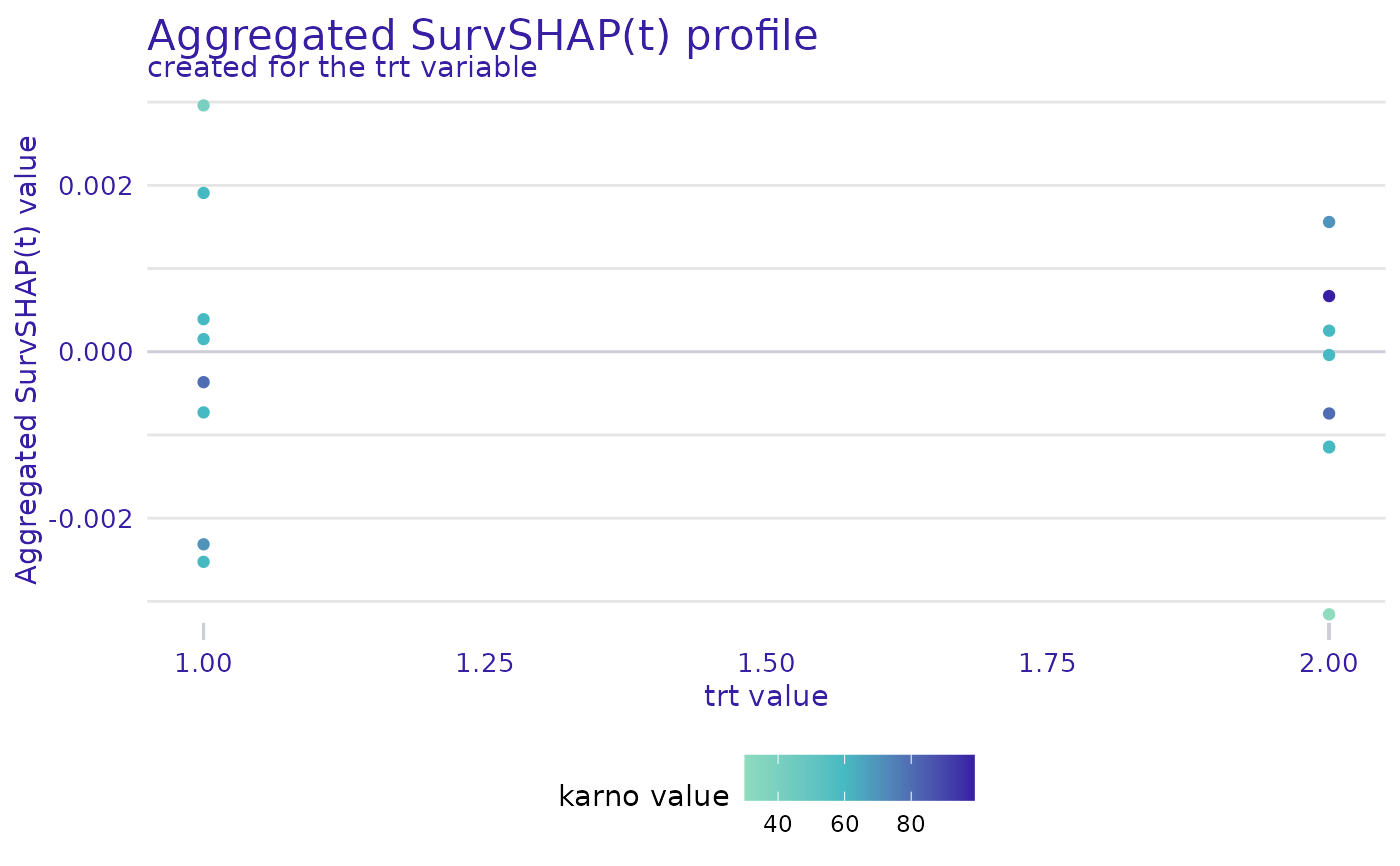 Aggregated SurvSHAP(t) profile
created for the trt variable
Aggregated SurvSHAP(t) value
0.002
0.000
-0.002
1.00 1.25 1.50 1.75 2.00
trt value
karno value
40 60 80